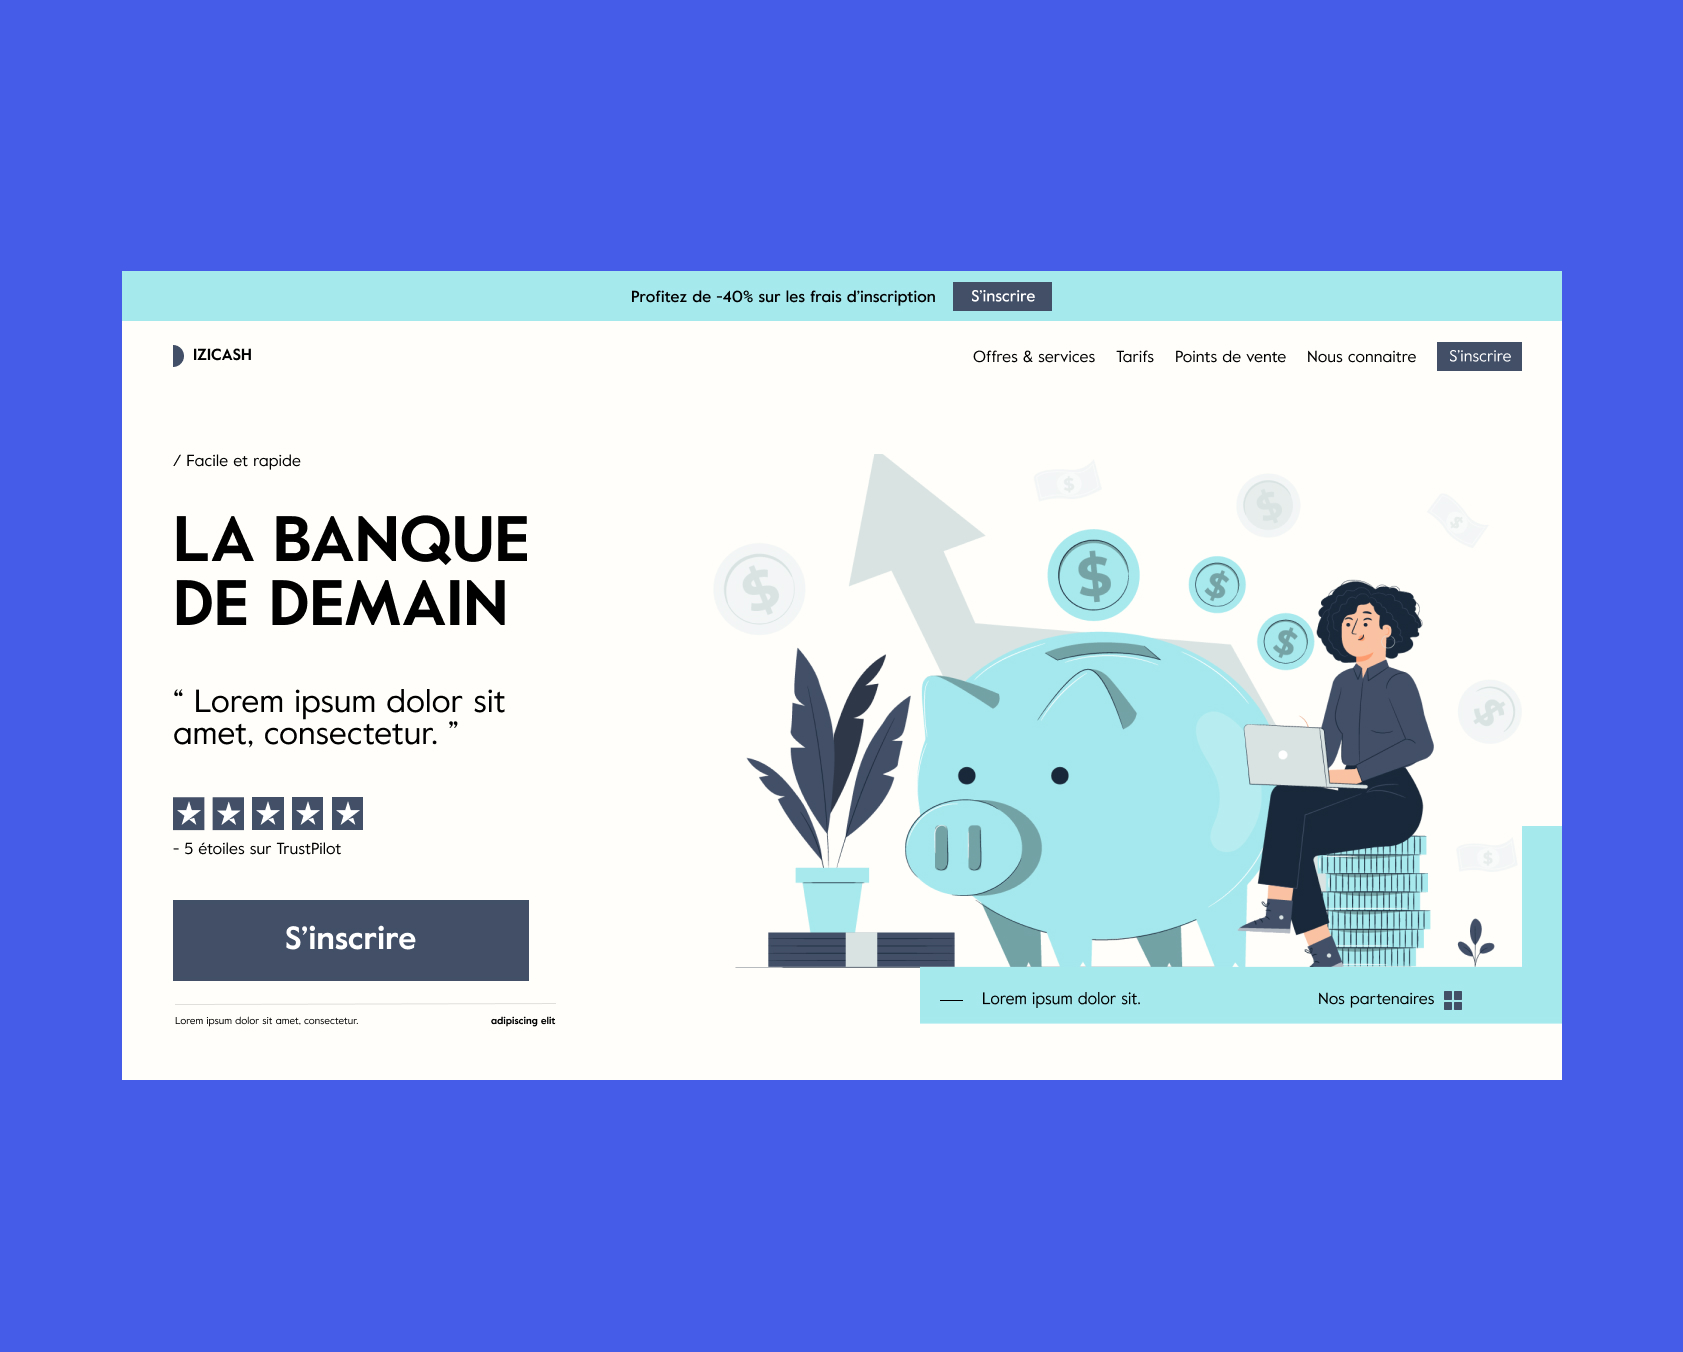 Profitez de -40% sur les frais d’inscription S’inscrire
IZICASH
Offres & services Tarifs Points de vente Nous connaitre S’inscrire
/ Facile et rapide
LA BANQUE
DE DEMAIN
“ Lorem ipsum dolor sit
amet, consectetur. ”
- 5 étoiles sur TrustPilot
S’inscrire
Lorem ipsum dolor sit amet, consectetur. adipiscing elit
$
$
$
$
$
$
$
$
$
$
— Lorem ipsum dolor sit.
Nos partenaires